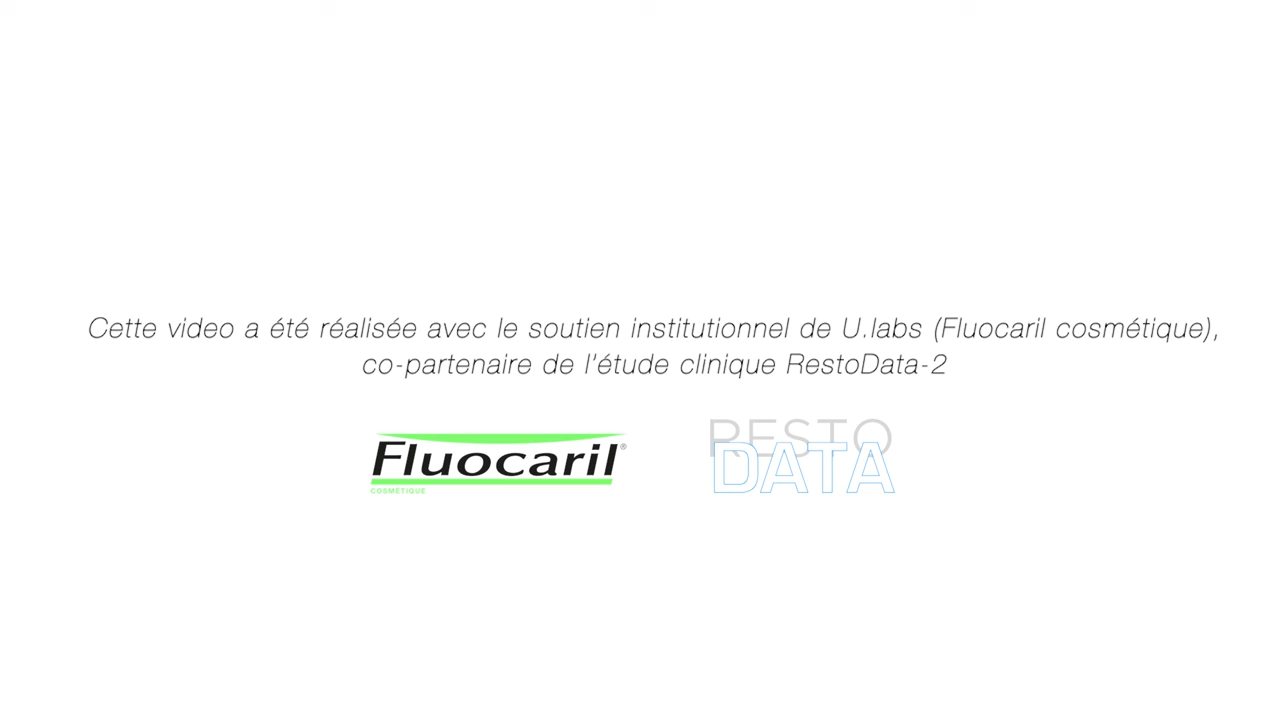 Cette video a été réalisée avec le soutien institutionnel de U.labs (Fluocaril cosmétique),
co-partenaire de l'étude clinique RestoData-2
Fluocaril®
COSMÉTIQUE
RESTO
DATA